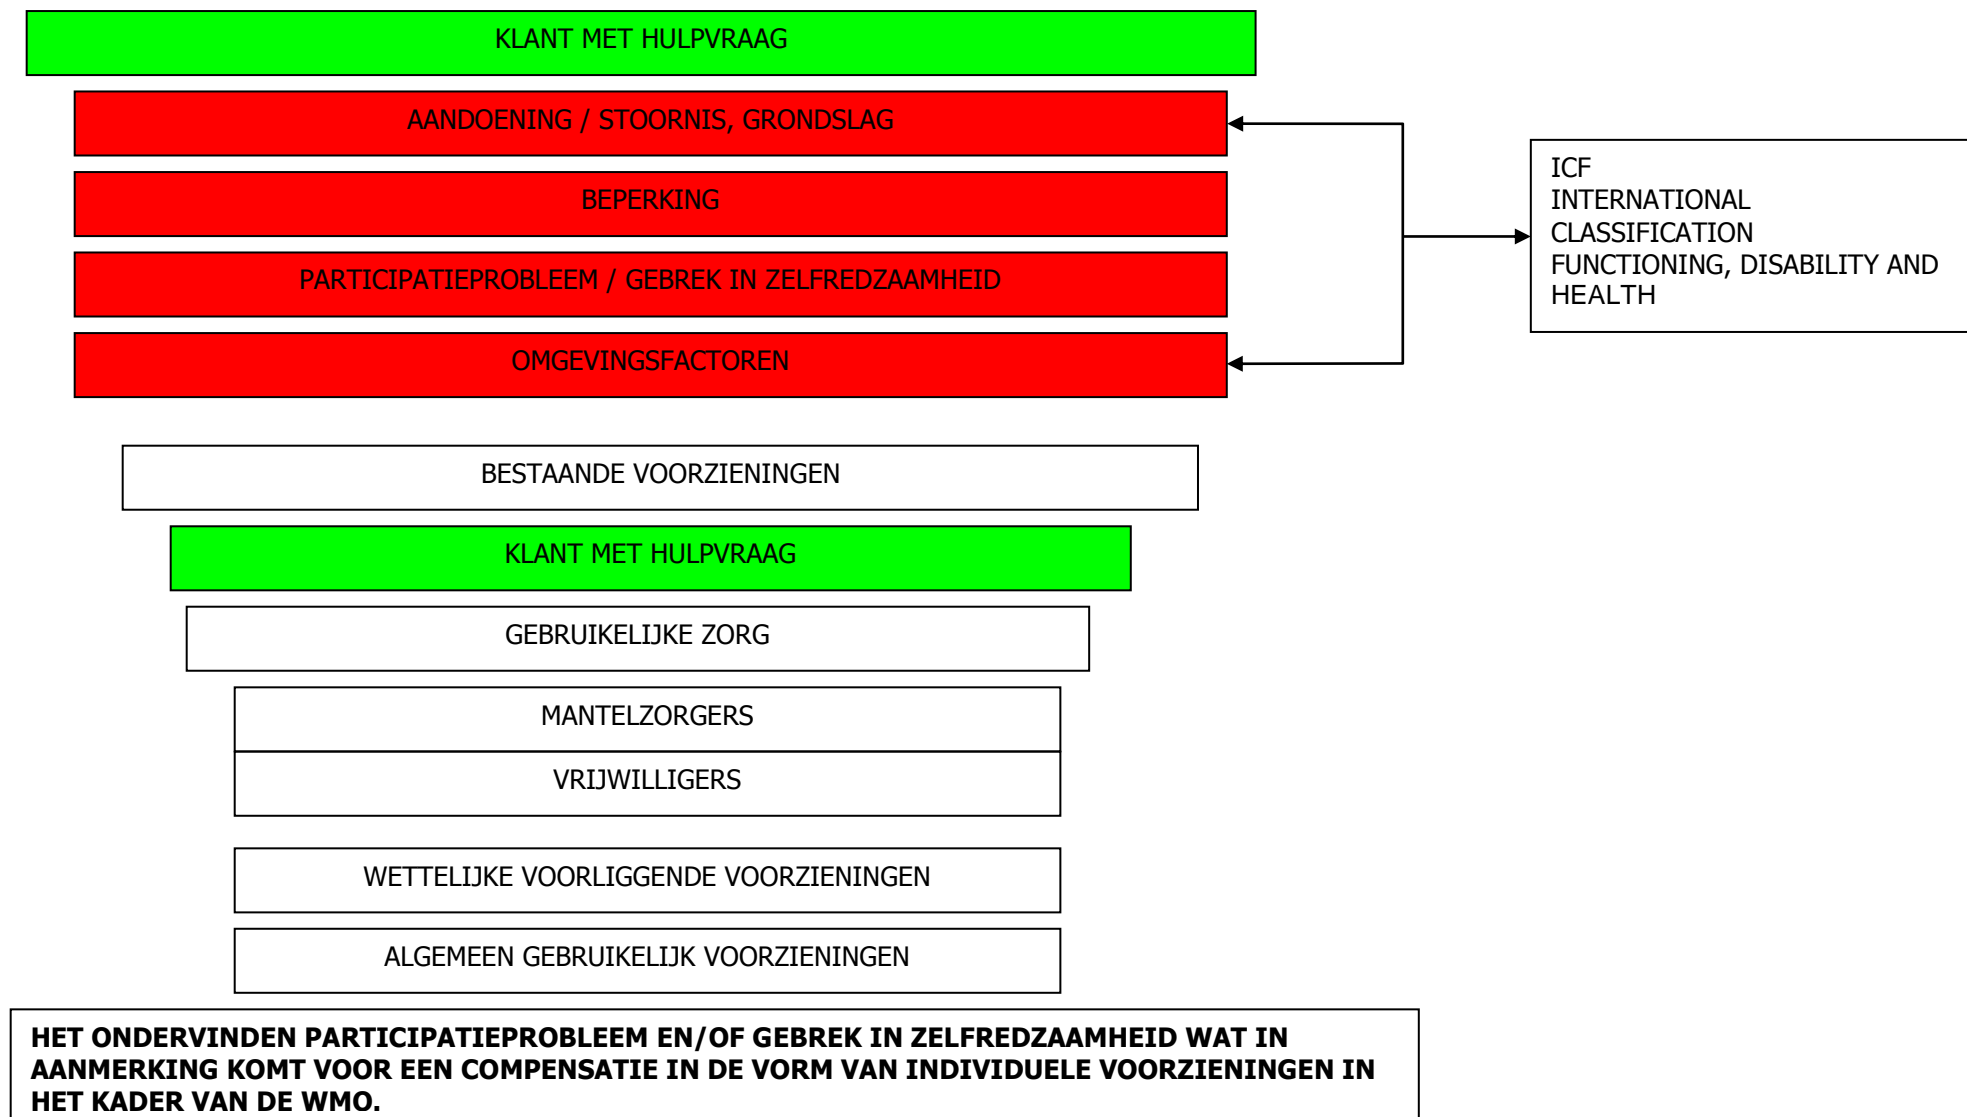 KLANT MET HULPVRAAG
AANDOENING / STOORNIS, GRONDSLAG
BEPERKING
PARTICIPATIEPROBLEEM / GEBREK IN ZELFREDZAAMHEID
OMGEVINGSFACTOREN
ICF
INTERNATIONAL
CLASSIFICATION
FUNCTIONING, DISABILITY AND
HEALTH
BESTAANDE VOORZIENINGEN
KLANT MET HULPVRAAG
GEBRUIKELIJKE ZORG
MANTELZORGERS
VRIJWILLIGERS
WETTELIJKE VOORLIGGENDE VOORZIENINGEN
ALGEMEEN GEBRUIKELIJK VOORZIENINGEN
HET ONDERVINDEN PARTICIPATIEPROBLEEM EN/OF GEBREK IN ZELFREDZAAMHEID WAT IN
AANMERKING KOMT VOOR EEN COMPENSATIE IN DE VORM VAN INDIVIDUELE VOORZIENINGEN IN
HET KADER VAN DE WMO.